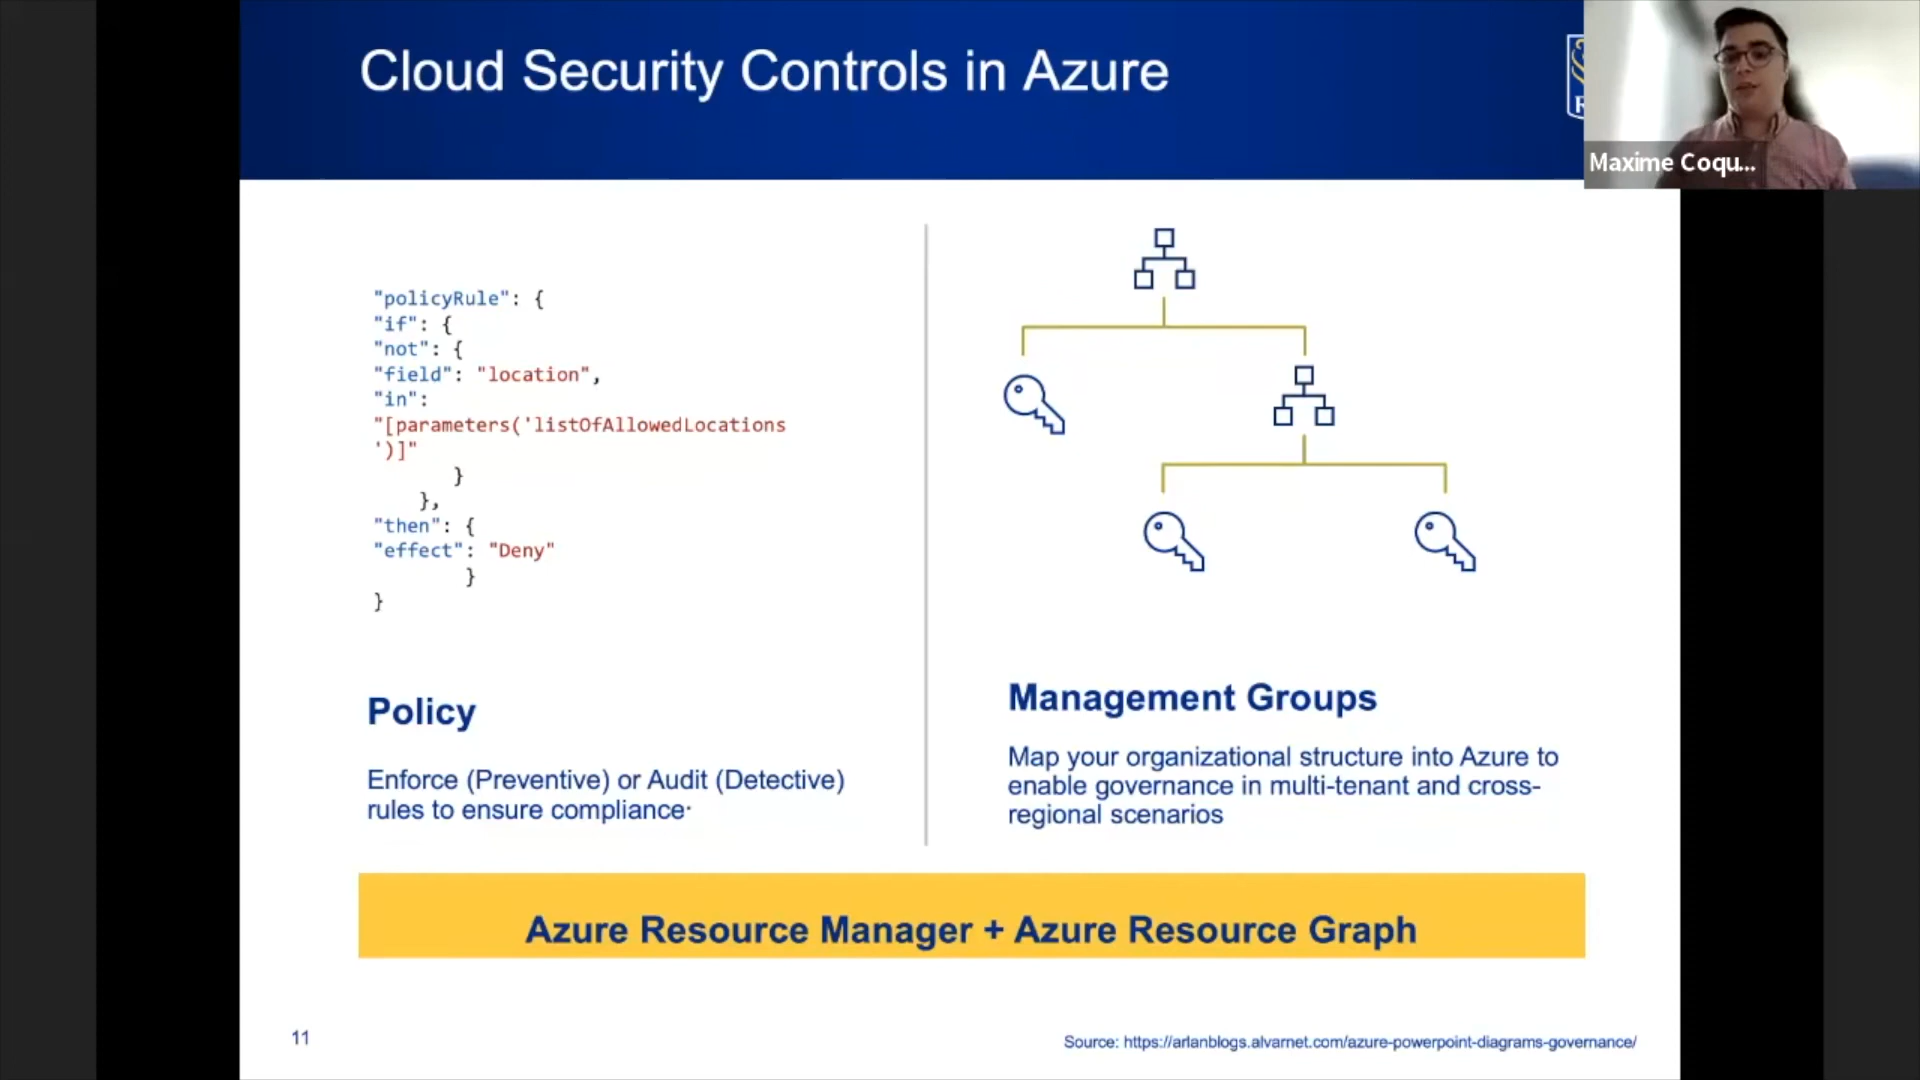 Cloud Security Controls in Azure
R
Maxime Coqu...
"policyRule": {
"if": {
"not": {
"field": "location",
"in":
"[parameters('listOfAllowedLocations
')]"
}
},
"then": {
"effect": "Deny"
}
}
Policy
Enforce (Preventive) or Audit (Detective)
rules to ensure compliance.
Management Groups
Map your organizational structure into Azure to
enable governance in multi-tenant and cross-
regional scenarios
Azure Resource Manager + Azure Resource Graph
11
Source: https://arlanblogs.alvarnet.com/azure-powerpoint-diagrams-governance/